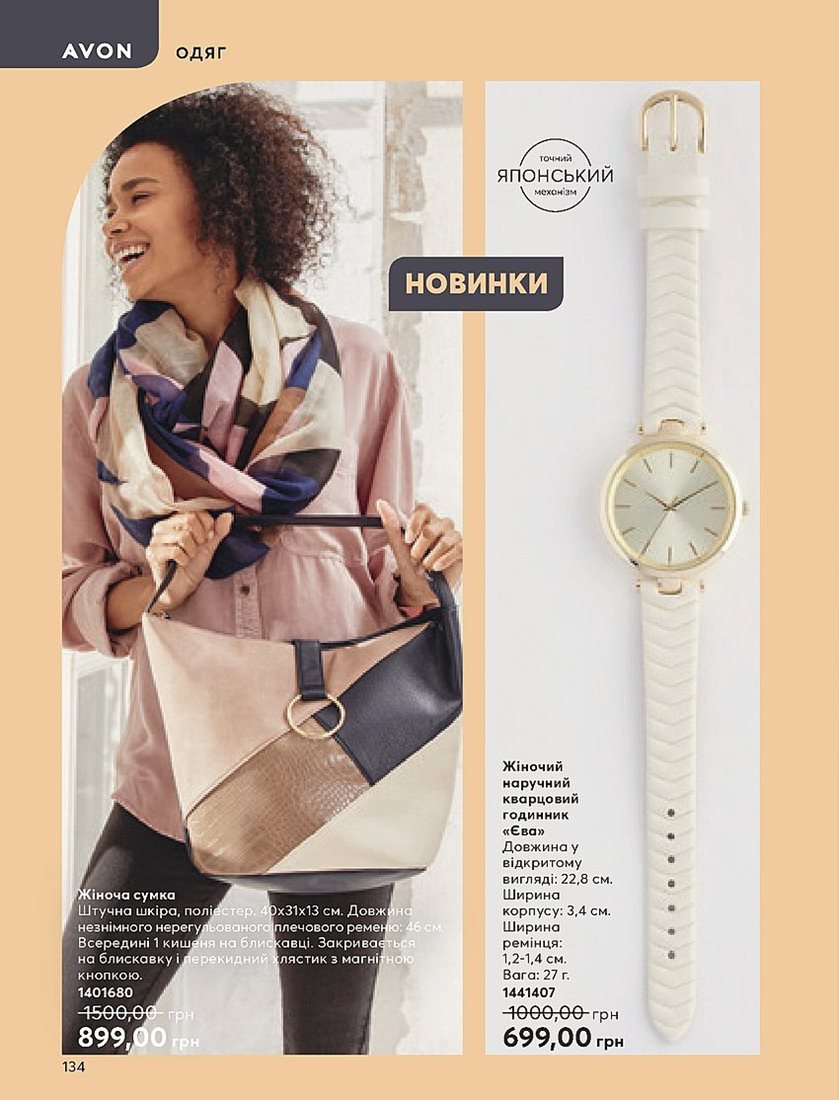 AVON
ОДЯГ
точний
ЯПОНСЬКИЙ
механізм
НОВИНКИ
Жіноча сумка
Штучна шкіра, поліестер. 40х31х13 см. Довжина
незнімного нерегульованого плечового ременю: 46 см.
Всередині 1 кишеня на блискавці. Закривається
на блискавку і перекидний хлястик з магнітною
кнопкою.
1401680
1500,00 грн
899,00 грн
Жіночий
наручний
кварцовий
годинник
«Єва»
Довжина у
відкритому
вигляді: 22,8 см.
Ширина
корпусу: 3,4 см.
Ширина
ремінця:
1,2-1,4 см.
Вага: 27 г.
1441407
1000,00 грн
699,00 грн
134